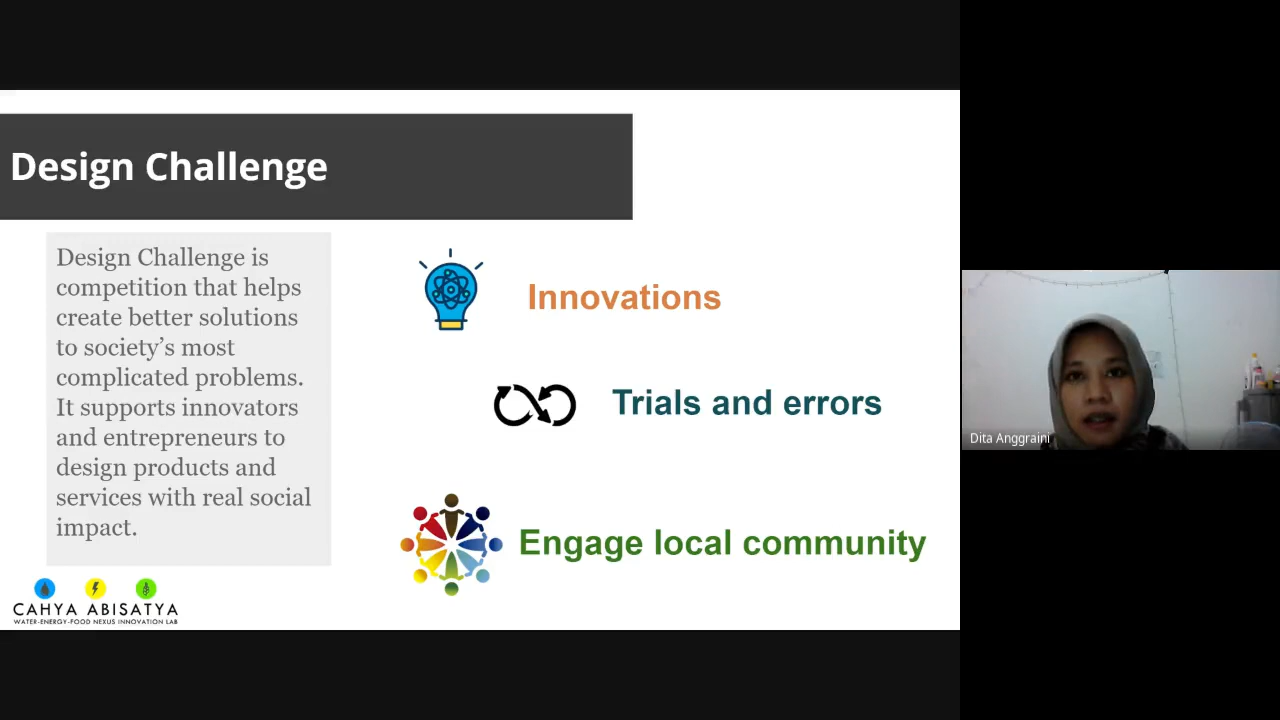 Design Challenge
Design Challenge is
competition that helps
create better solutions
to society’s most
complicated problems.
It supports innovators
and entrepreneurs to
design products and
services with real social
impact.
Innovations
Trials and errors
Engage local community
CAHYA ABISATYA
WATER-ENERGY-FOOD NEXUS INNOVATION LAB
Dita Anggraini